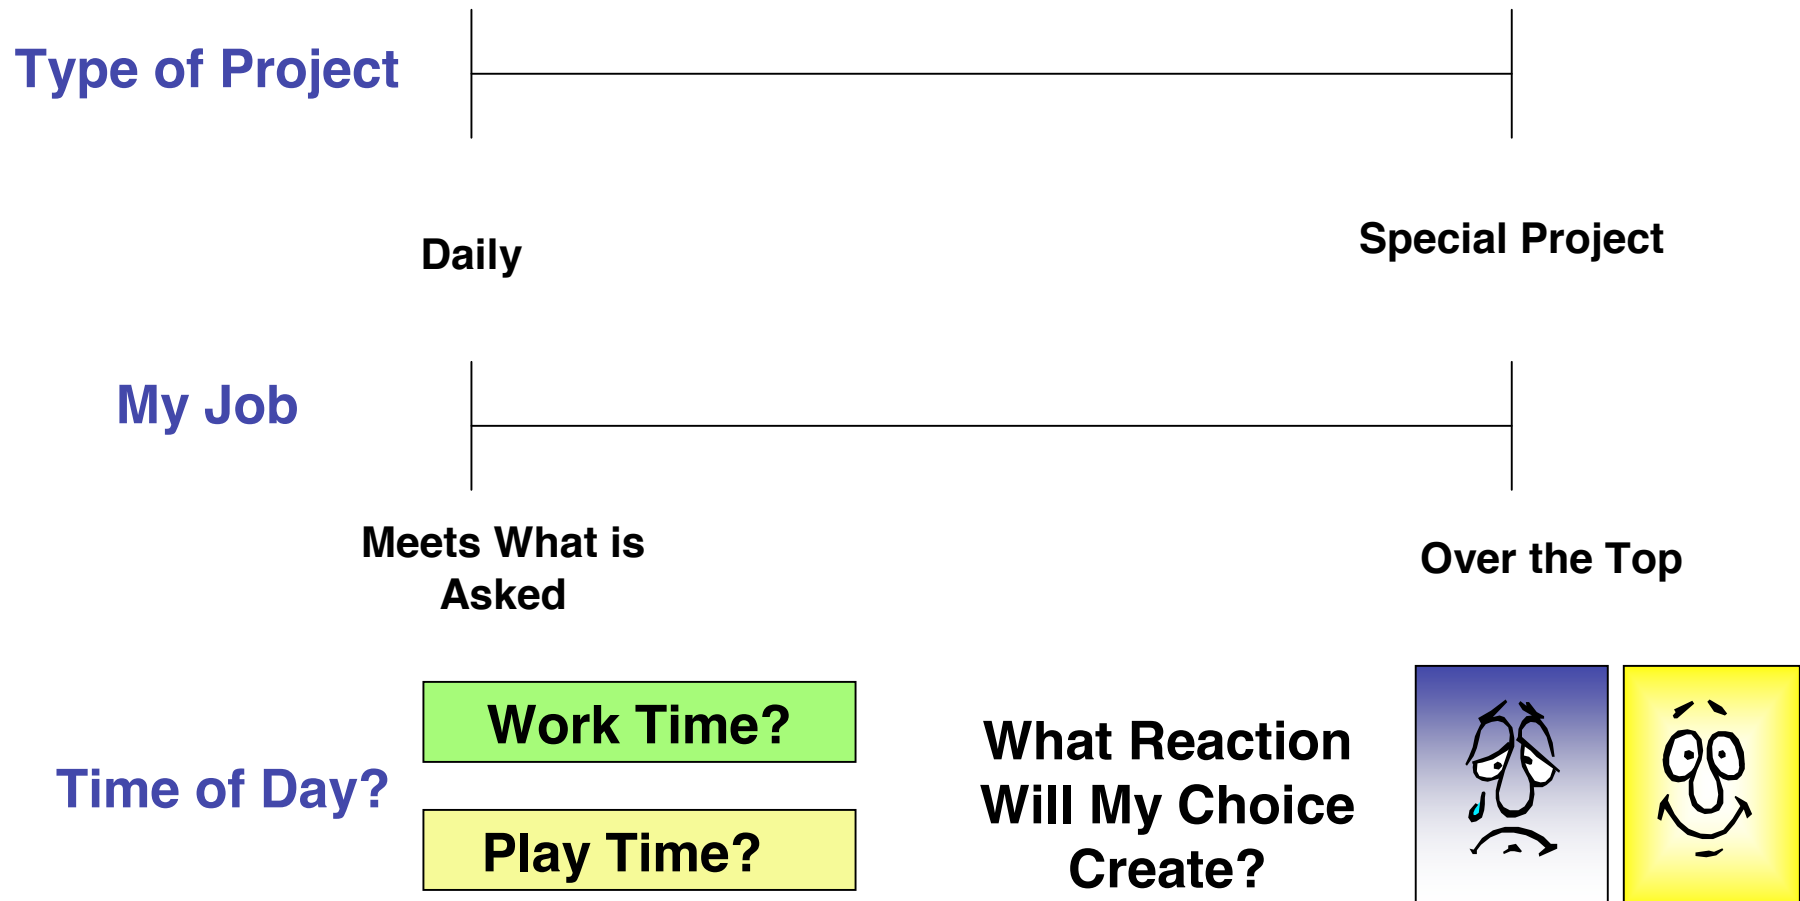 Type of Project
Daily
Special Project
My Job
Meets What is
Asked
Over the Top
Time of Day?
Work Time?
Play Time?
What Reaction
Will My Choice
Create?